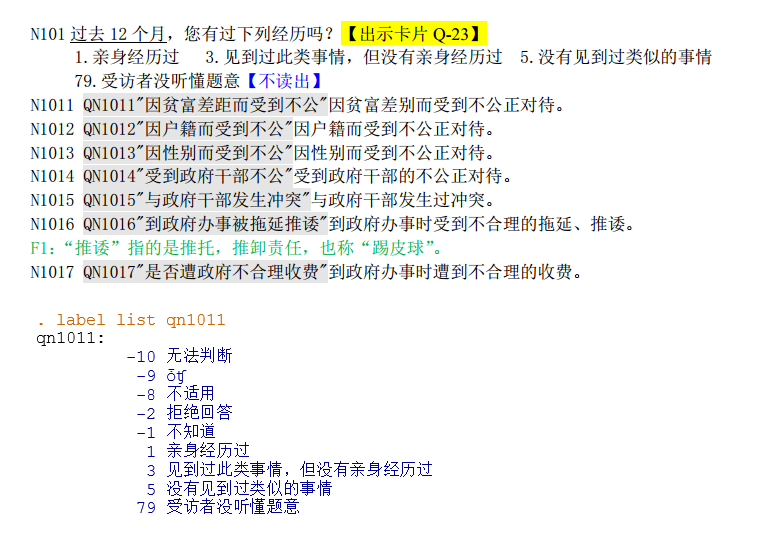 N101 过去 12 个月，您有过下列经历吗？【出示卡片 Q-23】
1.亲身经历过 3.见到过此类事情，但没有亲身经历过 5.没有见到过类似的事情
79.受访者没听懂题意【不读出】
N1011 QN1011"因贫富差距而受到不公"因贫富差别而受到不公正对待。
N1012 QN1012"因户籍而受到不公"因户籍而受到不公正对待。
N1013 QN1013"因性别而受到不公"因性别而受到不公正对待。
N1014 QN1014"受到政府干部不公"受到政府干部的不公正对待。
N1015 QN1015"与政府干部发生冲突"与政府干部发生过冲突。
N1016 QN1016"到政府办事被拖延推诿"到政府办事时受到不合理的拖延、推诿。
F1：“推诿”指的是推托，推卸责任，也称“踢皮球”。
N1017 QN1017"是否遭政府不合理收费"到政府办事时遭到不合理的收费。
. label list qn1011
qn1011:
-10 无法判断
-9
-8 不适用
-2 拒绝回答
-1 不知道
1 亲身经历过
3 见到过此类事情，但没有亲身经历过
5 没有见到过类似的事情
79 受访者没听懂题意